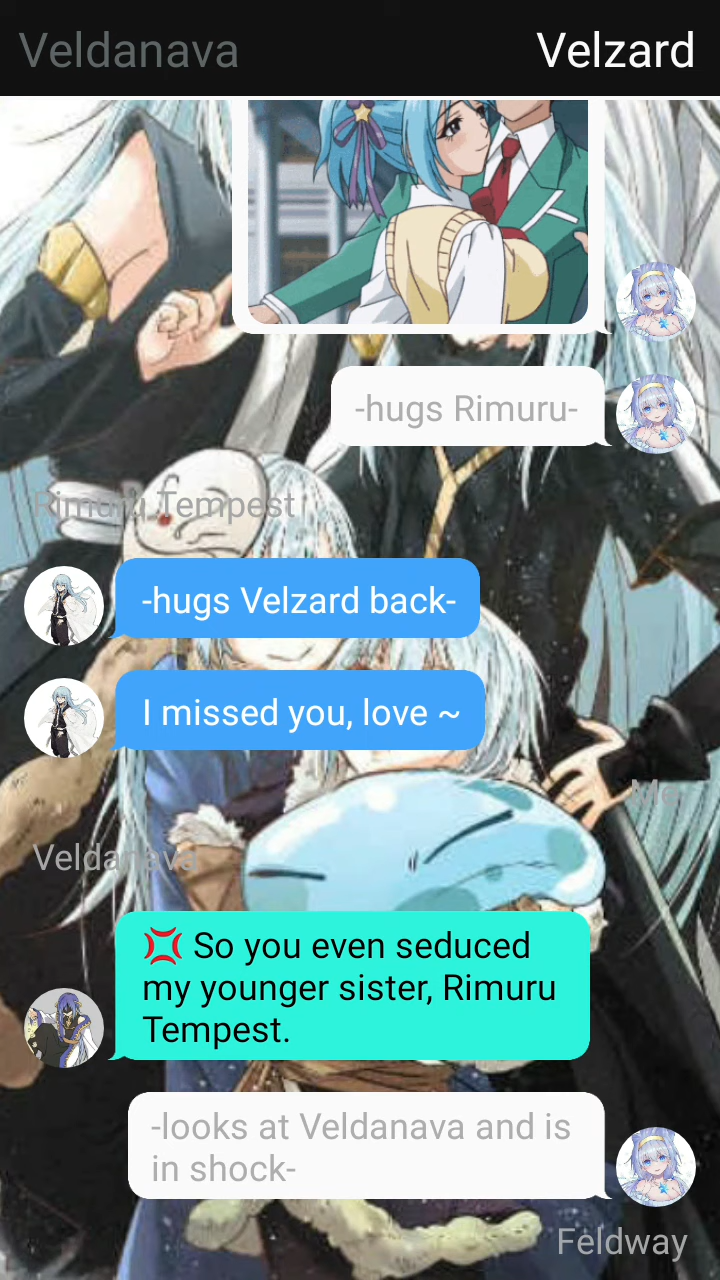 Veldanava
Velzard
-hugs Rimuru-
Rimuru Tempest
-hugs Velzard back-
I missed you, love ~
Me
Veldanava
💢 So you even seduced
my younger sister, Rimuru
Tempest.
-looks at Veldanava and is
in shock-
Feldway